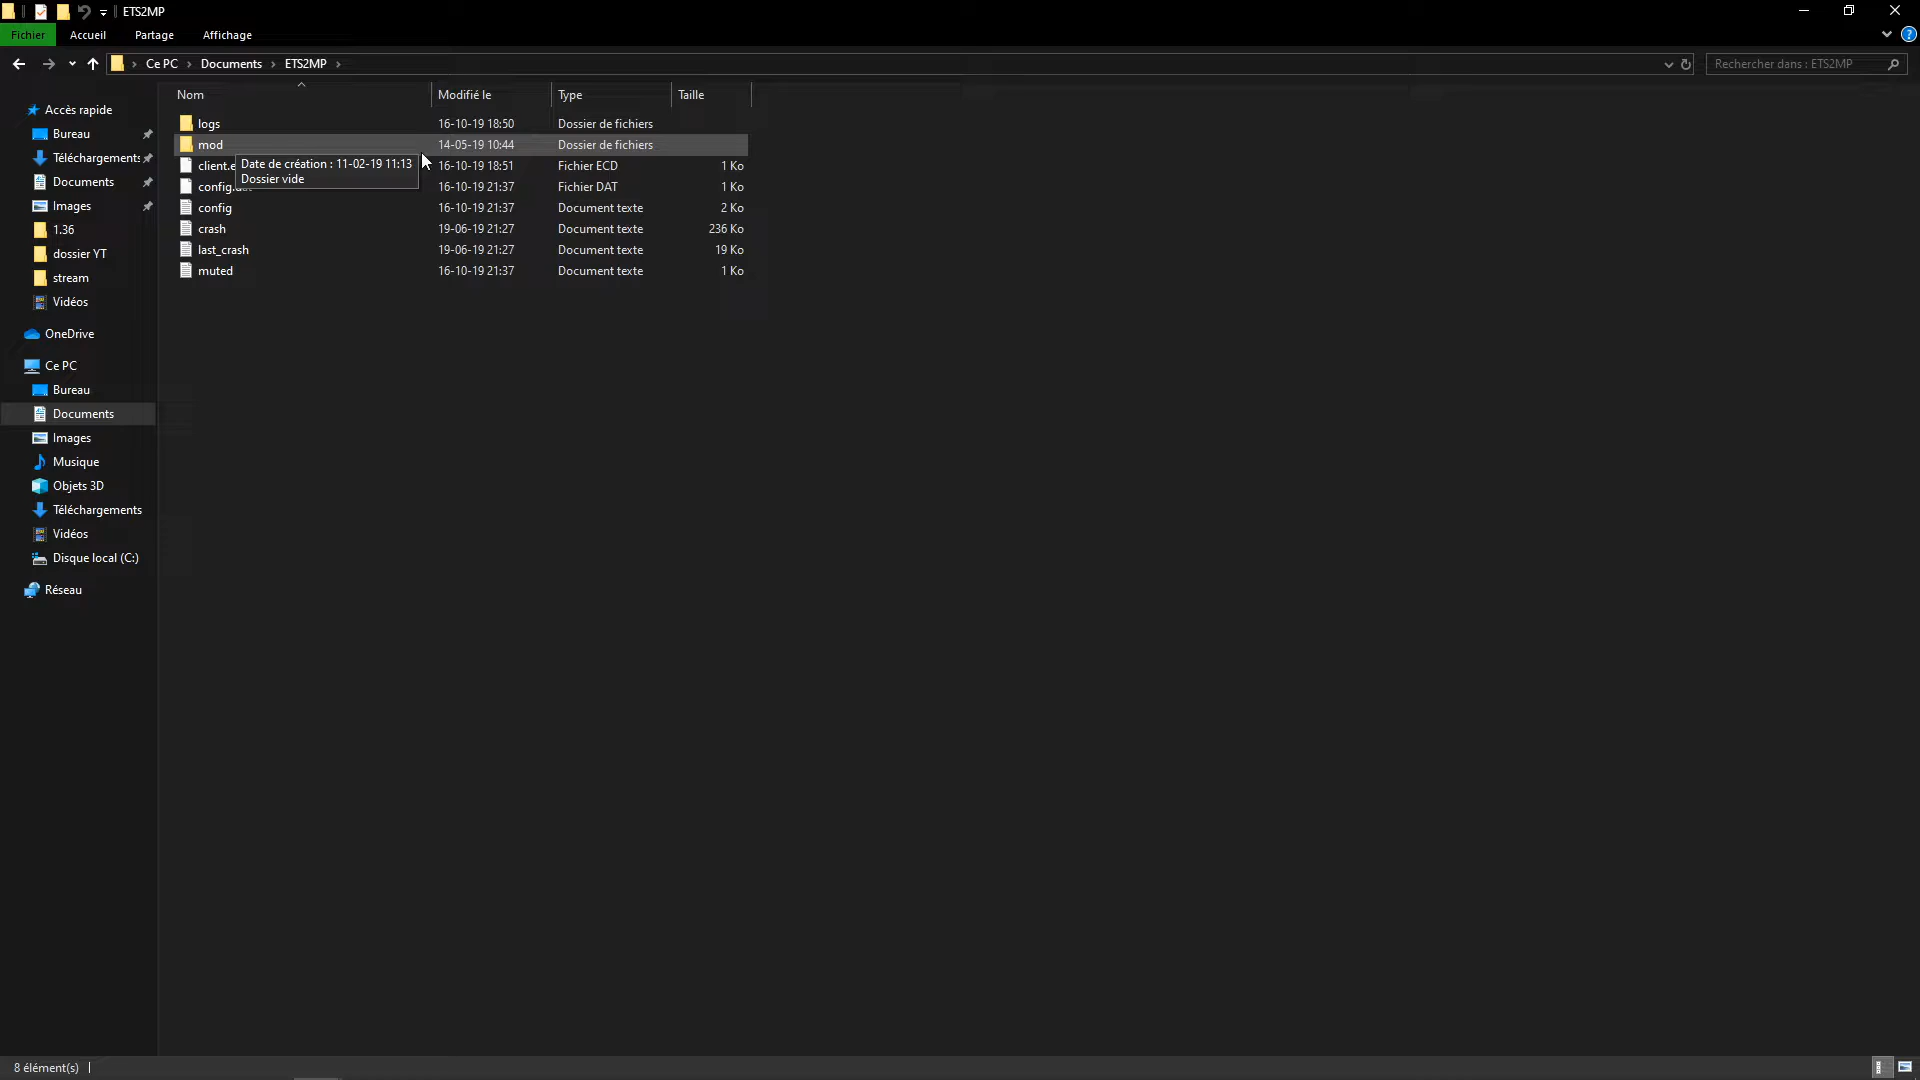 ETS2MP
Fichier Accueil Partage Affichage
Ce PC Documents ETS2MP
Rechercher dans : ETS2MP
Nom Modifié le Type Taille
logs 16-10-19 18:50 Dossier de fichiers
mod 14-05-19 10:44 Dossier de fichiers
client.e 16-10-19 18:51 Fichier ECD 1 Ko
config. 16-10-19 21:37 Fichier DAT 1 Ko
Date de création : 11-02-19 11:13
Dossier vide
config 16-10-19 21:37 Document texte 2 Ko
crash 19-06-19 21:27 Document texte 236 Ko
last_crash 19-06-19 21:27 Document texte 19 Ko
muted 16-10-19 21:37 Document texte 1 Ko
Accès rapide
Bureau
Téléchargements
Documents
Images
1.36
dossier YT
stream
Vidéos
OneDrive
Ce PC
Bureau
Documents
Images
Musique
Objets 3D
Téléchargements
Vidéos
Disque local (C:)
Réseau
8 élément(s)